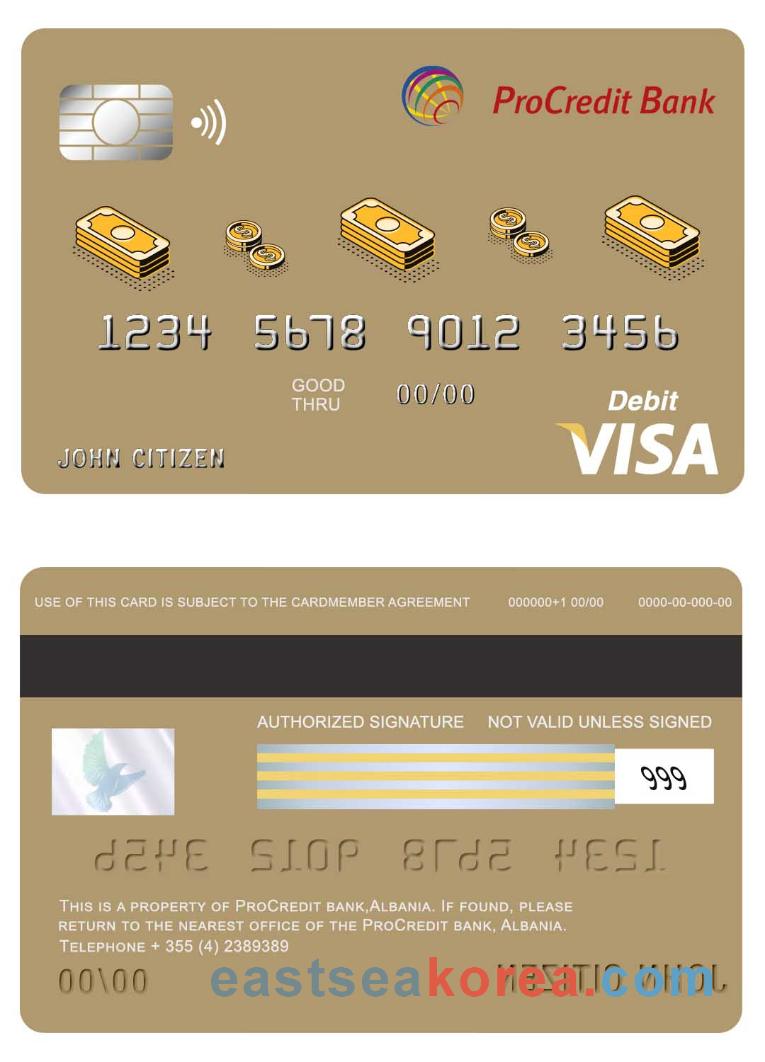 ProCredit Bank
1234 5678 9012 3456
GOOD
THRU
00/00
Debit
VISA
JOHN CITIZEN
USE OF THIS CARD IS SUBJECT TO THE CARDMEMBER AGREEMENT 000000+1 00/00 0000-00-000-00
AUTHORIZED SIGNATURE NOT VALID UNLESS SIGNED
999
1234 5678 9012 3456
THIS IS A PROPERTY OF PROCREDIT BANK,ALBANIA. IF FOUND, PLEASE
RETURN TO THE NEAREST OFFICE OF THE PROCREDIT BANK, ALBANIA.
TELEPHONE + 355 (4) 2389389
00\00
JOHN CITIZEN
eastseakorea.com